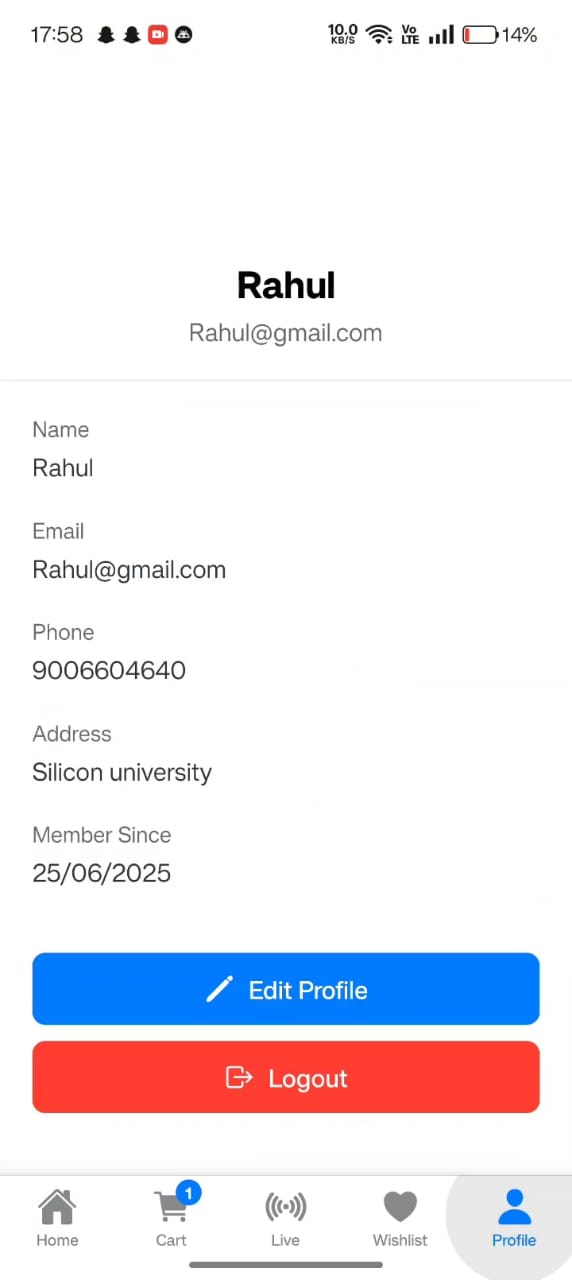 17:58 10.0 KB/S Vo LTE 14%
Rahul
Rahul@gmail.com
Name
Rahul
Email
Rahul@gmail.com
Phone
9006604640
Address
Silicon university
Member Since
25/06/2025
Edit Profile
Logout
1
Home Cart Live Wishlist Profile